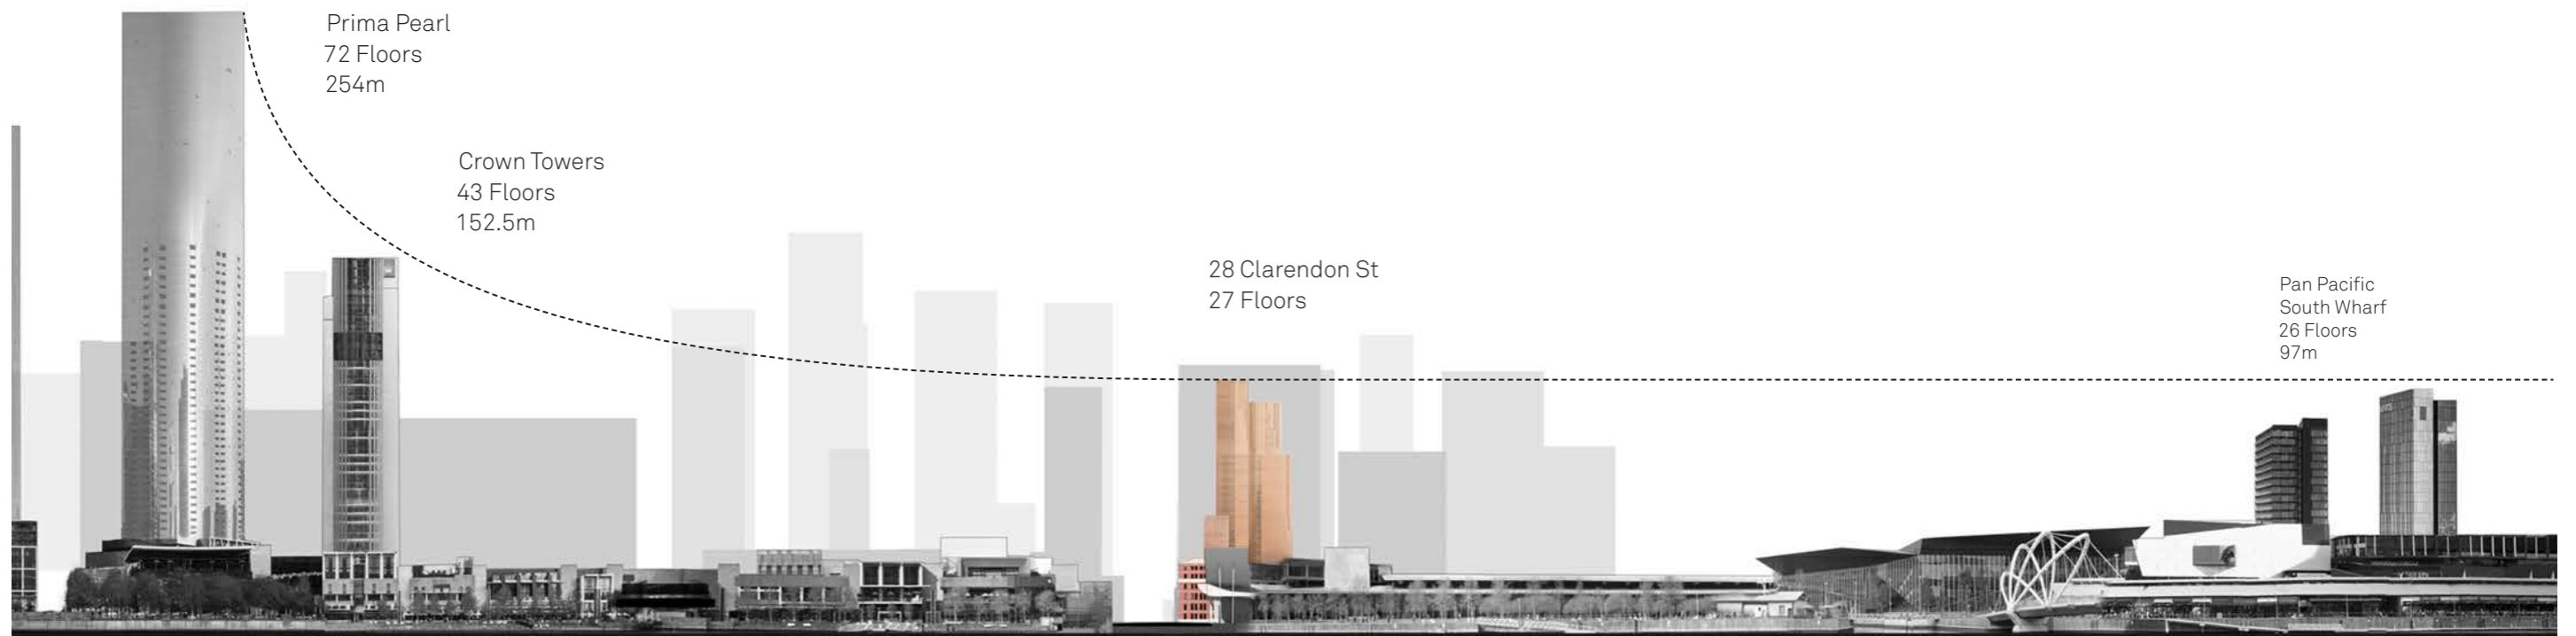 Prima Pearl
72 Floors
254m
Crown Towers
43 Floors
152.5m
28 Clarendon St
27 Floors
Pan Pacific
South Wharf
26 Floors
97m